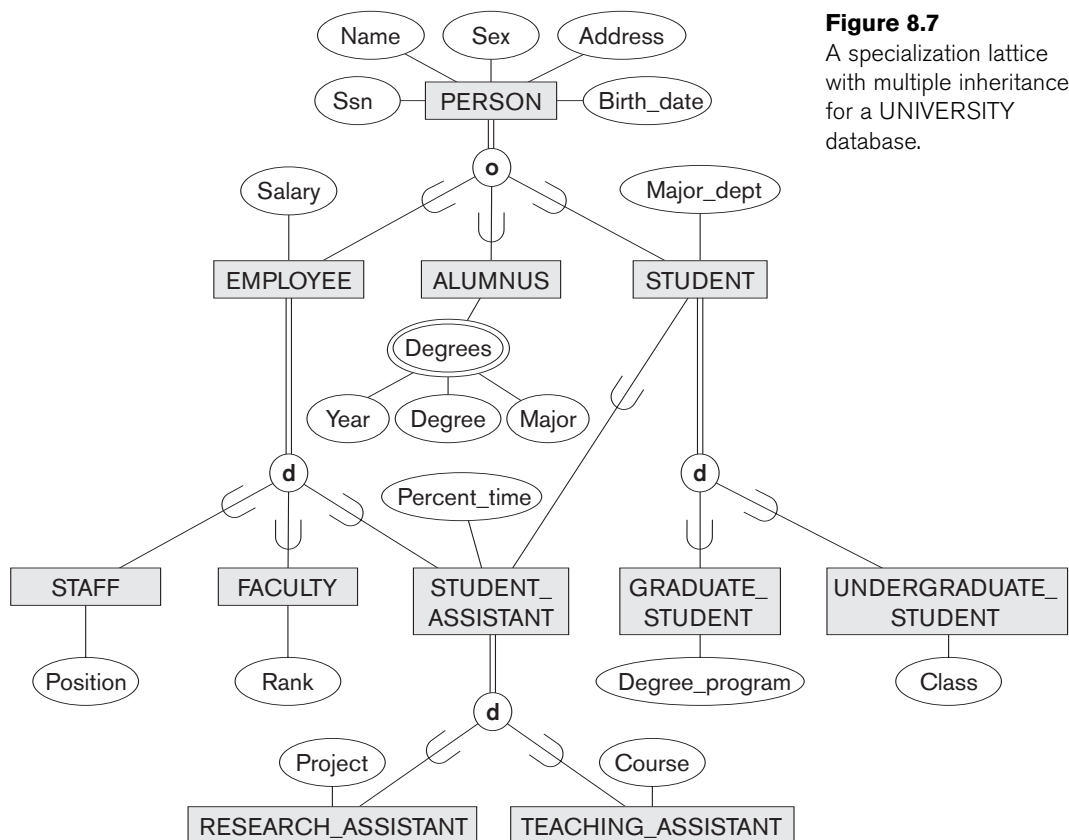 Figure 8.7
A specialization lattice
with multiple inheritance
for a UNIVERSITY
database.
Name
Sex
Address
Ssn
PERSON
Birth_date
o
Salary
Major_dept
EMPLOYEE
ALUMNUS
STUDENT
Degrees
Year
Degree
Major
d
d
Percent_time
STAFF
FACULTY
STUDENT_
ASSISTANT
GRADUATE_
STUDENT
UNDERGRADUATE_
STUDENT
Position
Rank
Degree_program
Class
d
Project
Course
RESEARCH_ASSISTANT
TEACHING_ASSISTANT